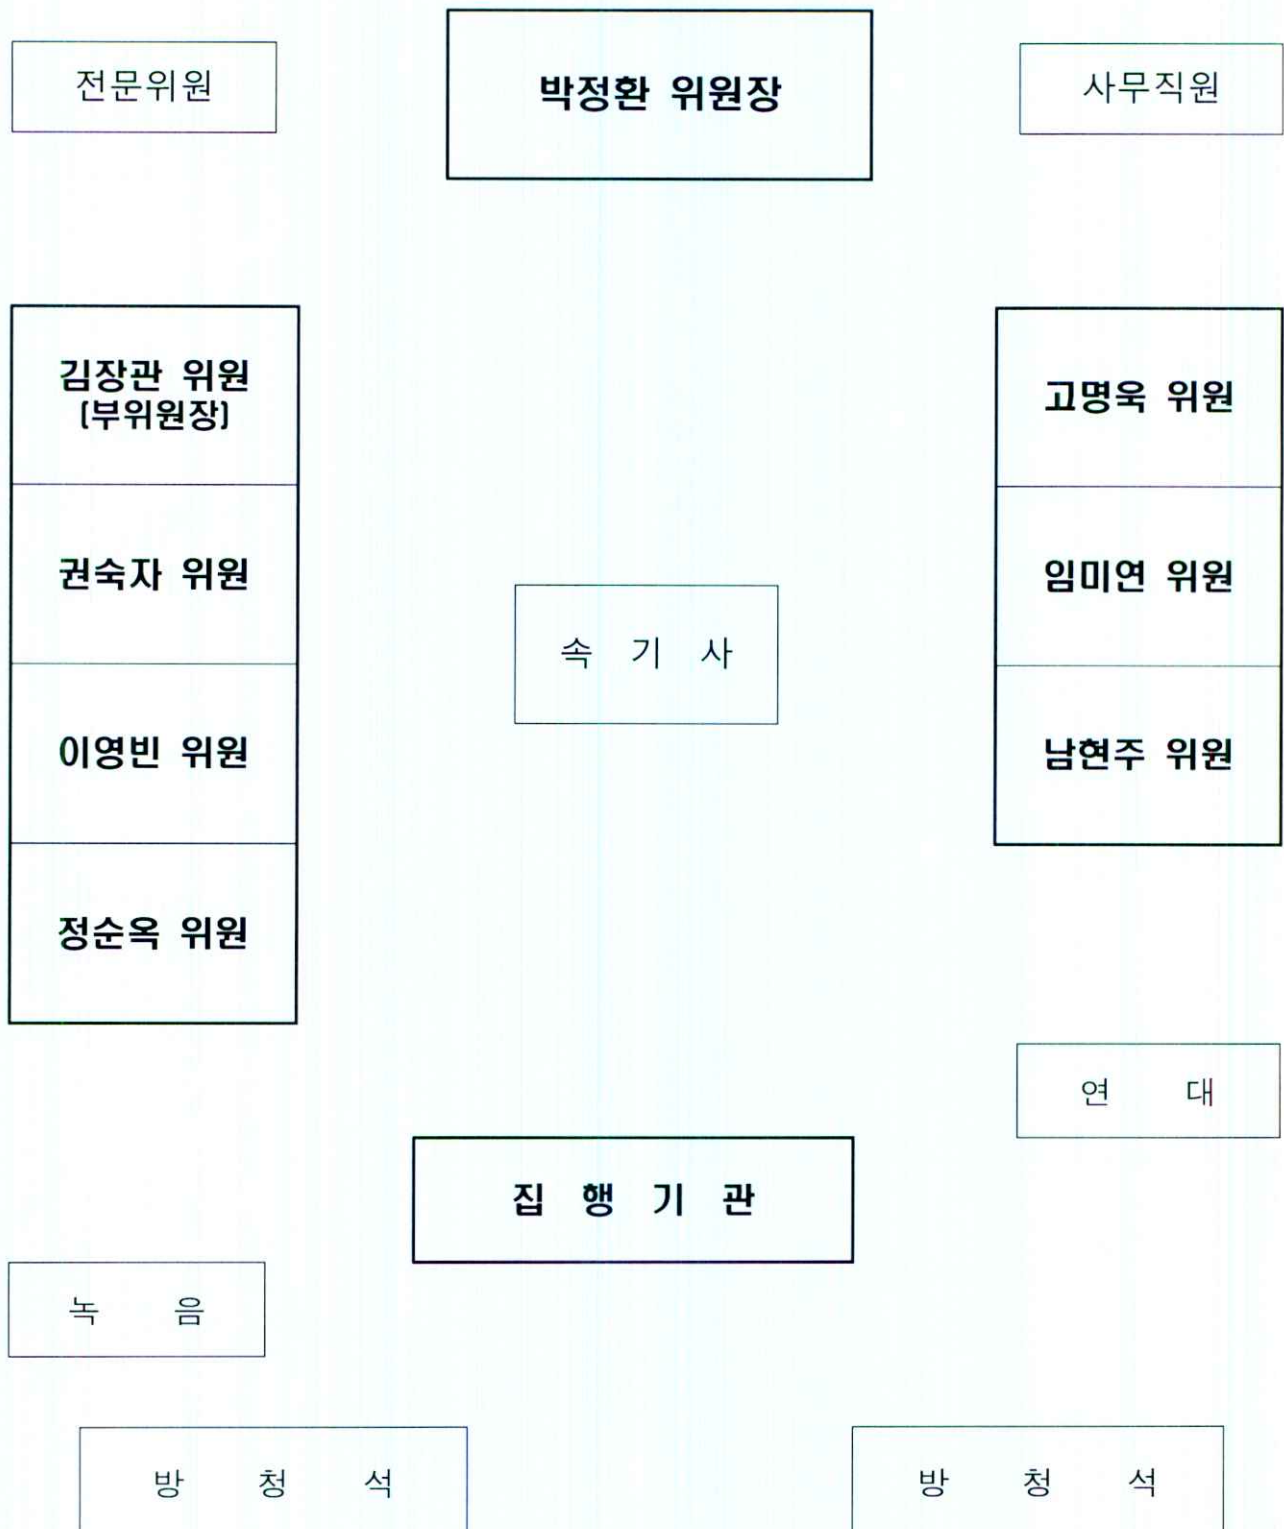 전문위원
박정환 위원장
사무직원
김장관 위원
(부위원장)
권숙자 위원
이영빈 위원
정순옥 위원
속 기 사
고명욱 위원
임미연 위원
남현주 위원
연 대
집 행 기 관
녹 음
방 청 석
방 청 석